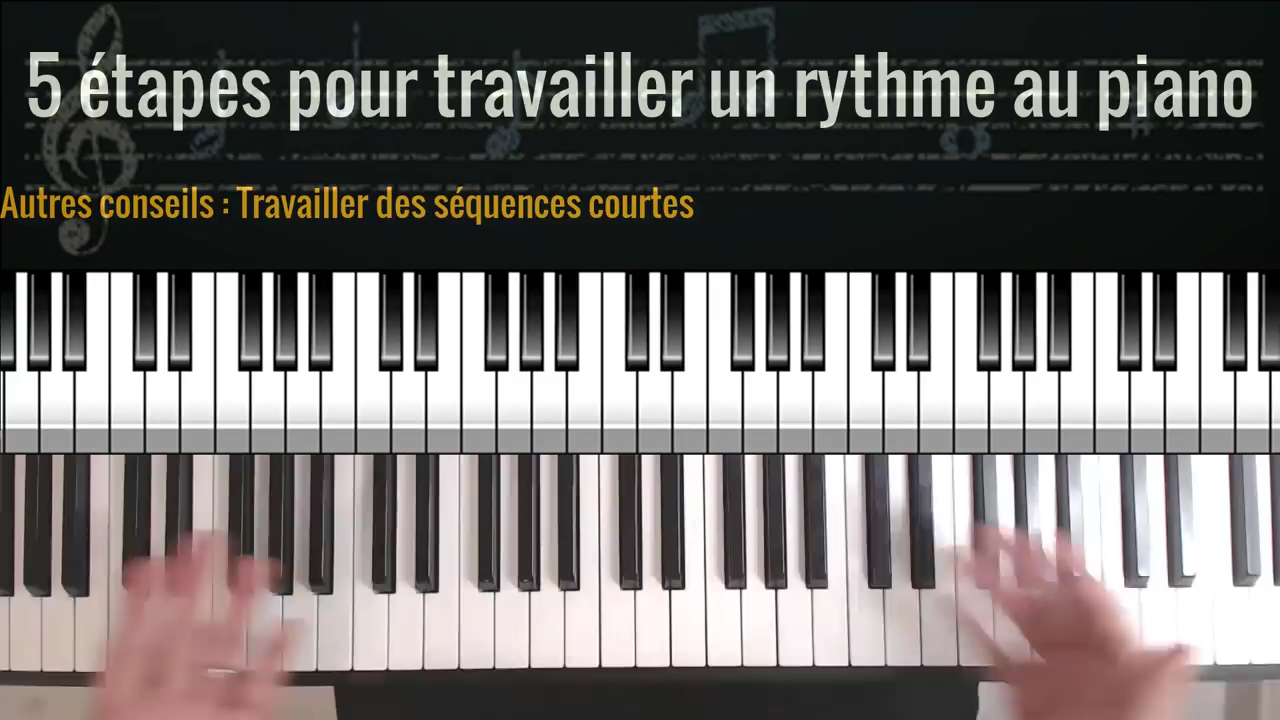 5 étapes pour travailler un rythme au piano
Autres conseils : Travailler des séquences courtes